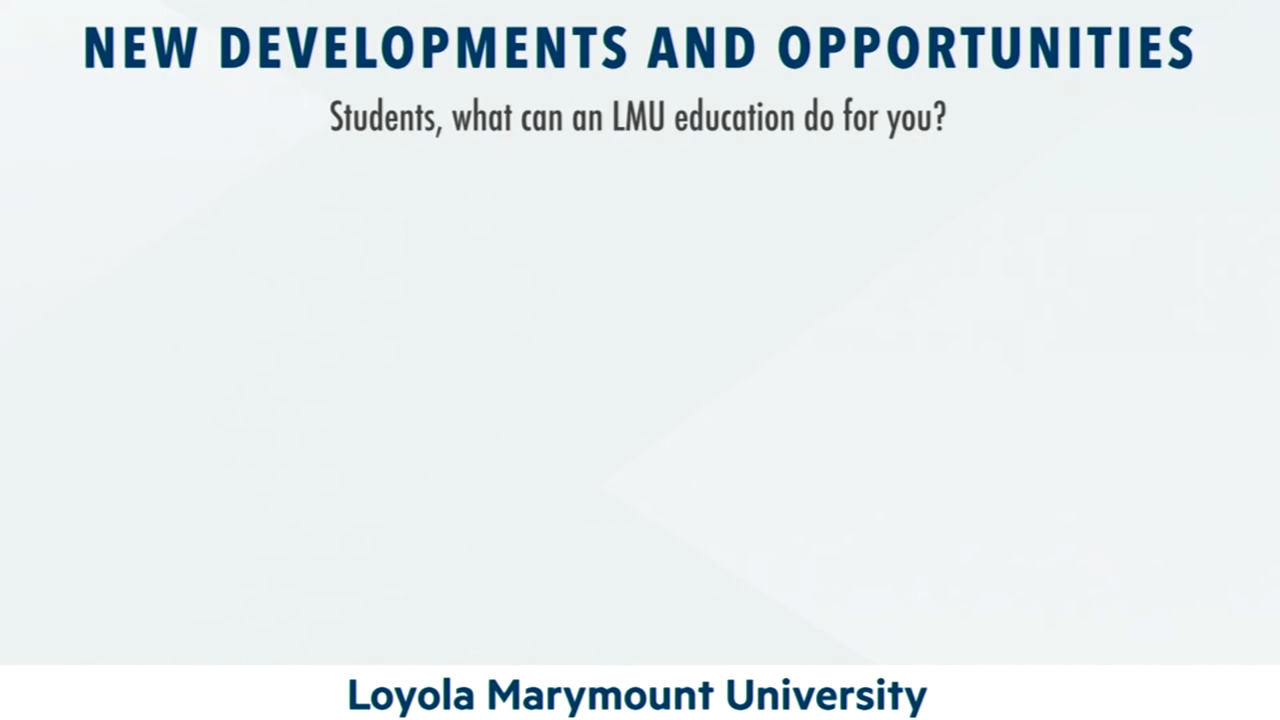 NEW DEVELOPMENTS AND OPPORTUNITIES
Students, what can an LMU education do for you?
Loyola Marymount University